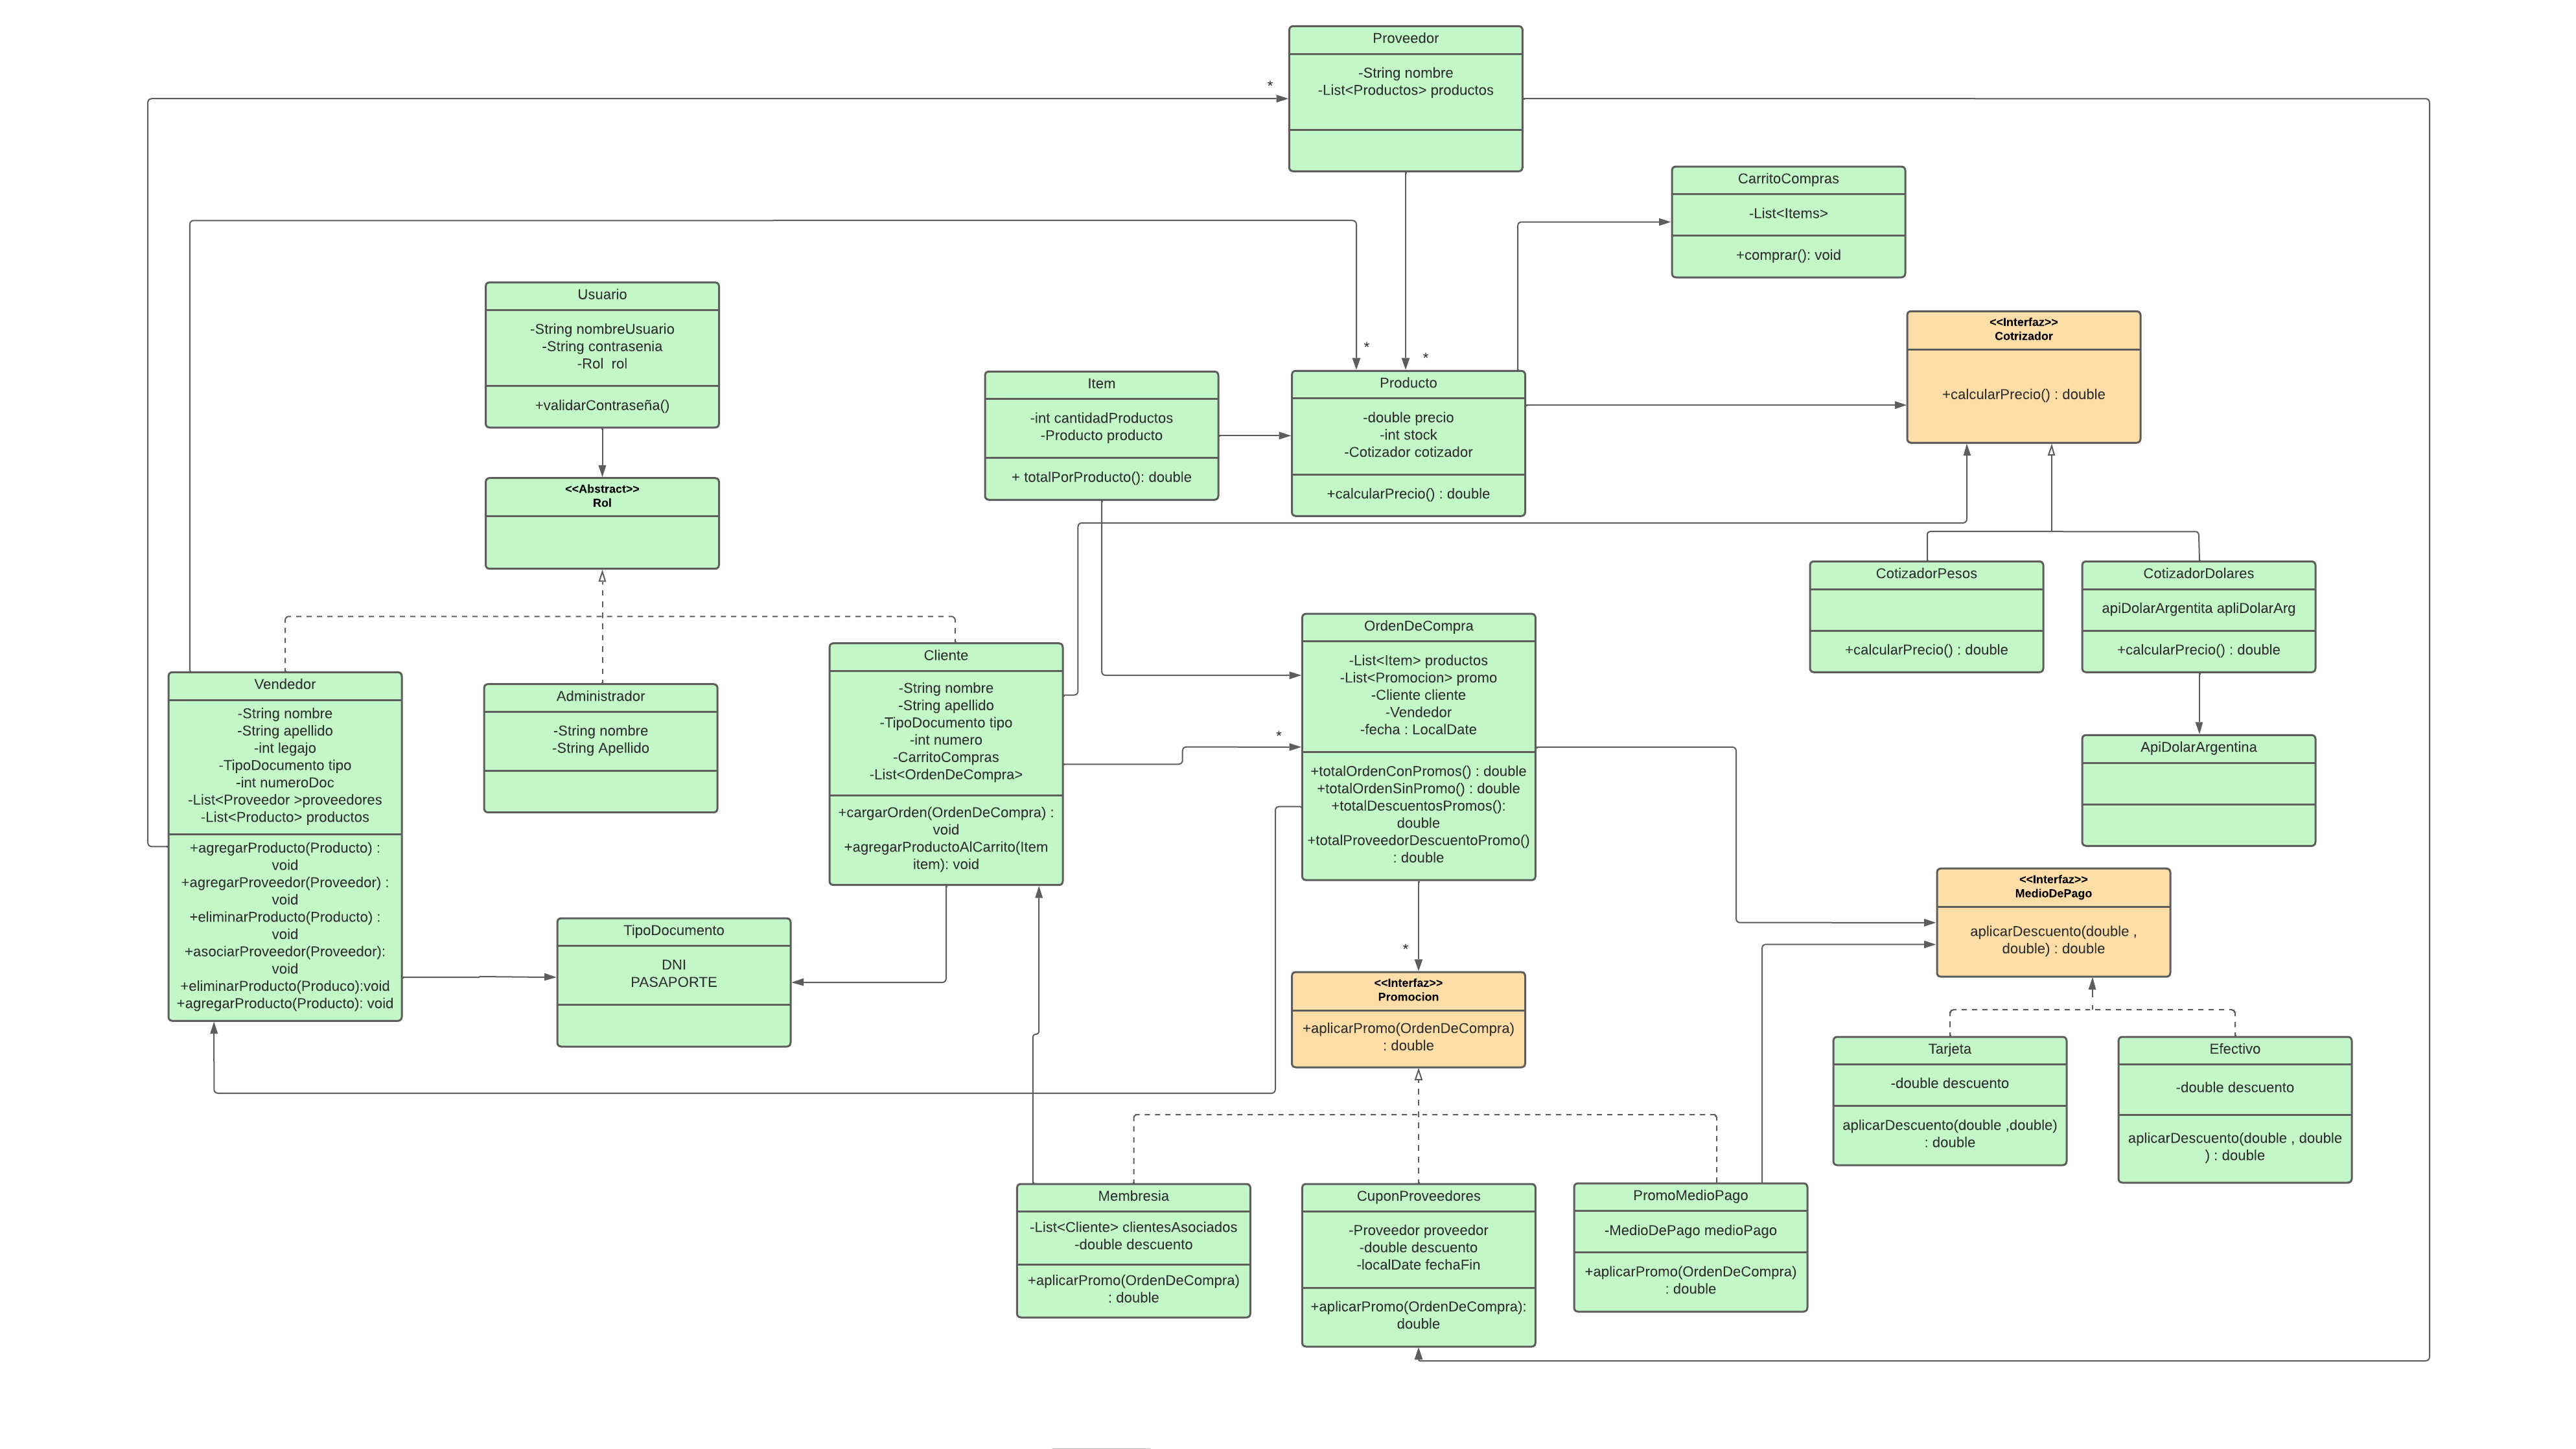 Proveedor
-String nombre
-List<Productos> productos
*
CarritoCompras
-List<Items>
+comprar(): void
Usuario
-String nombreUsuario
-String contrasenia
-Rol  rol
+validarContraseña()
<<Interfaz>>
Cotrizador
+calcularPrecio() : double
*
*
Item
-int cantidadProductos
-Producto producto
+ totalPorProducto(): double
Producto
-double precio
-int stock
-Cotizador cotizador
+calcularPrecio() : double
<<Abstract>>
Rol
CotizadorPesos
+calcularPrecio() : double
CotizadorDolares
apiDolarArgentita apliDolarArg
+calcularPrecio() : double
OrdenDeCompra
-List<Item> productos
-List<Promocion> promo
-Cliente cliente
-Vendedor
-fecha : LocalDate
+totalOrdenConPromos() : double
+totalOrdenSinPromo() : double
+totalDescuentosPromos():
double
+totalProveedorDescuentoPromo()
: double
Cliente
-String nombre
-String apellido
-TipoDocumento tipo
-int numero
-CarritoCompras
-List<OrdenDeCompra>
+cargarOrden(OrdenDeCompra) :
void
+agregarProductoAlCarrito(Item
item): void
*
Vendedor
-String nombre
-String apellido
-int legajo
-TipoDocumento tipo
-int numeroDoc
-List<Proveedor >proveedores
-List<Producto> productos
+agregarProducto(Producto) :
void
+agregarProveedor(Proveedor) :
void
+eliminarProducto(Producto) :
void
+asociarProveedor(Proveedor):
void
+eliminarProducto(Produco):void
+agregarProducto(Producto): void
Administrador
-String nombre
-String Apellido
ApiDolarArgentina
<<Interfaz>>
MedioDePago
aplicarDescuento(double ,
double) : double
TipoDocumento
DNI
PASAPORTE
*
<<Interfaz>>
Promocion
+aplicarPromo(OrdenDeCompra)
: double
Tarjeta
-double descuento
aplicarDescuento(double ,double)
: double
Efectivo
-double descuento
aplicarDescuento(double , double
) : double
Membresia
-List<Cliente> clientesAsociados
-double descuento
+aplicarPromo(OrdenDeCompra)
: double
CuponProveedores
-Proveedor proveedor
-double descuento
-localDate fechaFin
+aplicarPromo(OrdenDeCompra):
double
PromoMedioPago
-MedioDePago medioPago
+aplicarPromo(OrdenDeCompra)
: double